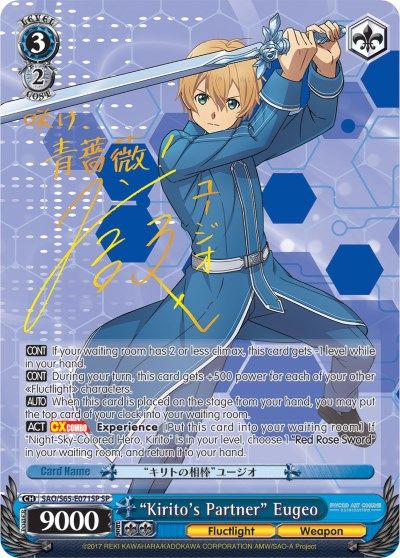 LEVEL
3
2
COST
咲け
青薔薇！
ユージオ
CONT If your waiting room has 2 or less climax, this card gets -1 level while in your hand.
CONT During your turn, this card gets +500 power for each of your other
<Fluctlight> characters.
AUTO When this card is placed on the stage from your hand, you may put
the top card of your clock into your waiting room.
ACT CXCOMBO Experience [Put this card into your waiting room] If
"Night-Sky-Colored Hero, Kirito" is in your level, choose 1 "Red Rose Sword"
in your waiting room, and return it to your hand.
Card Name
“キリトの相棒”ユージオ
CH SAO/S65-E071SP SP
POWER 9000
“Kirito's Partner” Eugeo
SWORD ART ONLINE
ALICIZATION
Fluctlight
Weapon
©2017 REKI KAWAHARA/KADOKAWA CORPORATION AMW/SAO-A Project